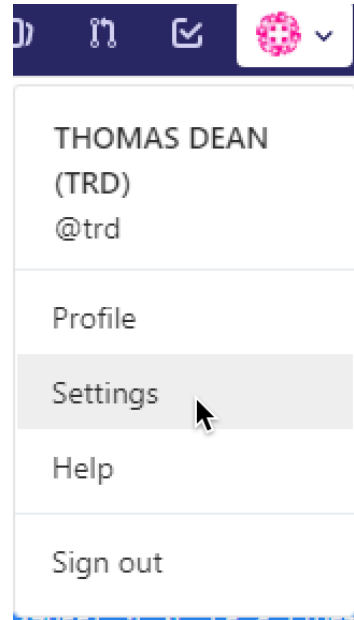 THOMAS DEAN
(TRD)
@trd
Profile
Settings
Help
Sign out